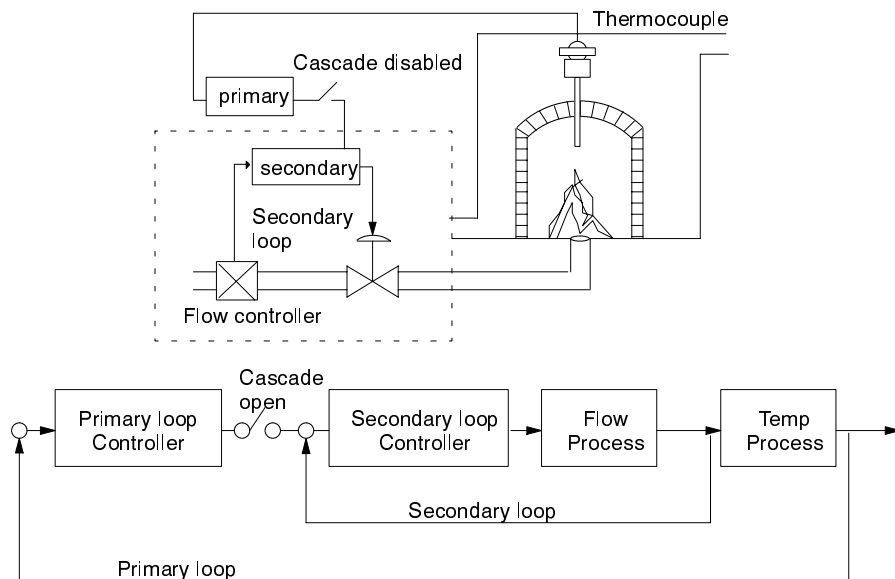 Thermocouple
Cascade disabled
primary
secondary
Secondary
loop
Flow controller
Cascade
open
Primary loop
Controller
Secondary loop
Controller
Flow
Process
Temp
Process
Secondary loop
Primary loop